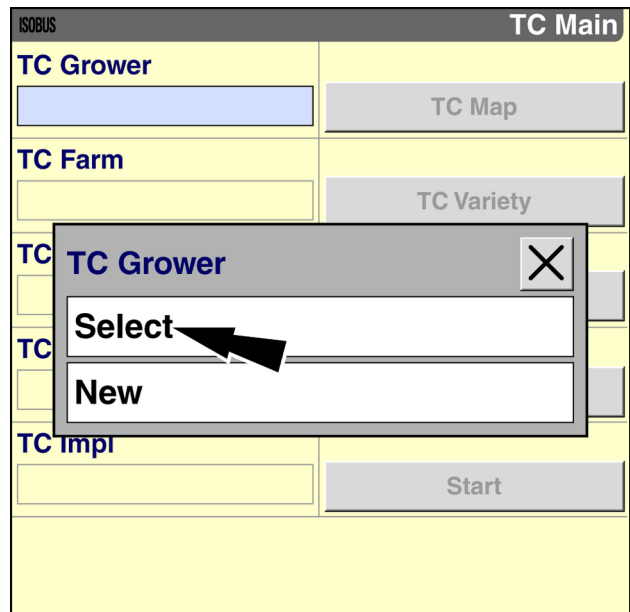 ISOBUS
TC Main
TC Grower
TC Map
TC Farm
TC Variety
TC
TC Grower
Select
New
TC
TC Impl
Start